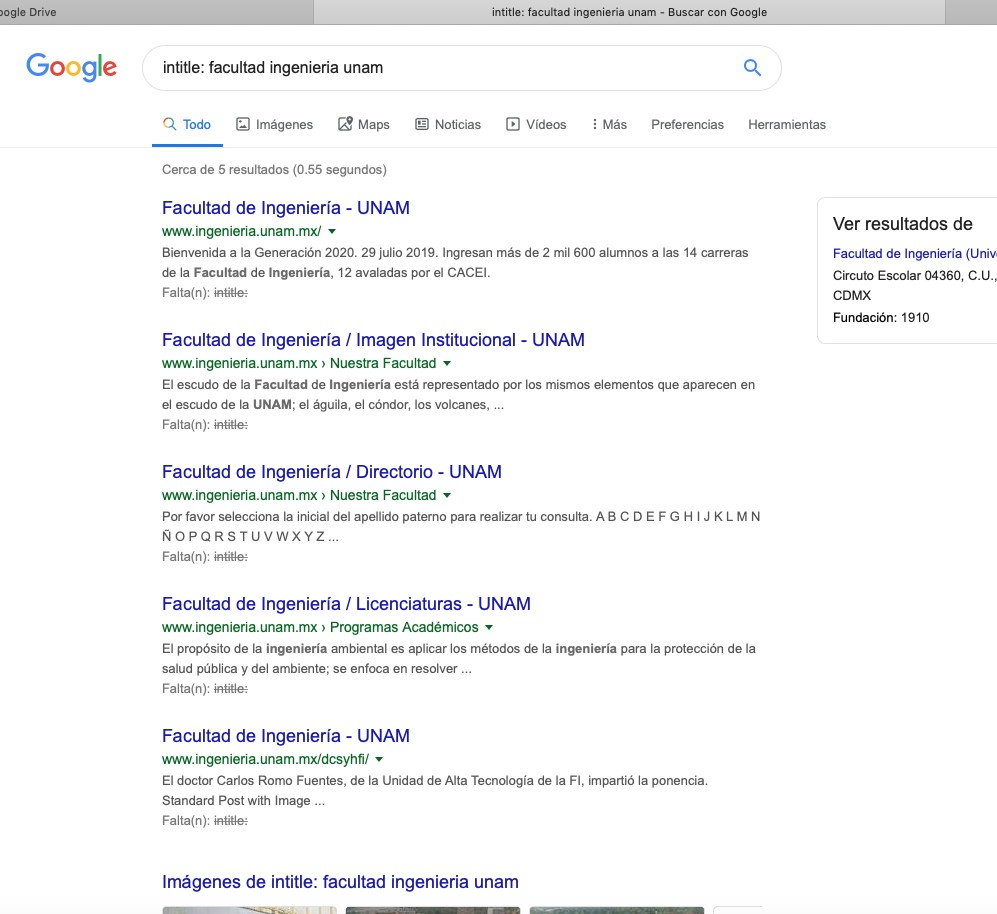 oogle Drive
intitle: facultad ingenieria unam - Buscar con Google
Google
intitle: facultad ingenieria unam
Todo Imágenes Maps Noticias Vídeos Más Preferencias Herramientas
Cerca de 5 resultados (0.55 segundos)
Facultad de Ingeniería - UNAM
www.ingenieria.unam.mx/
Bienvenida a la Generación 2020. 29 julio 2019. Ingresan más de 2 mil 600 alumnos a las 14 carreras
de la Facultad de Ingeniería, 12 avaladas por el CACEI.
Falta(n): intitle:
Facultad de Ingeniería / Imagen Institucional - UNAM
www.ingenieria.unam.mx › Nuestra Facultad
El escudo de la Facultad de Ingeniería está representado por los mismos elementos que aparecen en
el escudo de la UNAM; el águila, el cóndor, los volcanes, ...
Falta(n): intitle:
Facultad de Ingeniería / Directorio - UNAM
www.ingenieria.unam.mx › Nuestra Facultad
Por favor selecciona la inicial del apellido paterno para realizar tu consulta. A B C D E F G H I J K L M N
Ñ O P Q R S T U V W X Y Z ...
Falta(n): intitle:
Facultad de Ingeniería / Licenciaturas - UNAM
www.ingenieria.unam.mx › Programas Académicos
El propósito de la ingeniería ambiental es aplicar los métodos de la ingeniería para la protección de la
salud pública y del ambiente; se enfoca en resolver ...
Falta(n): intitle:
Facultad de Ingeniería - UNAM
www.ingenieria.unam.mx/dcsyhfi/
El doctor Carlos Romo Fuentes, de la Unidad de Alta Tecnología de la FI, impartió la ponencia.
Standard Post with Image ...
Falta(n): intitle:
Imágenes de intitle: facultad ingenieria unam
Ver resultados de
Facultad de Ingeniería (Unive
Circuto Escolar 04360, C.U.,
CDMX
Fundación: 1910